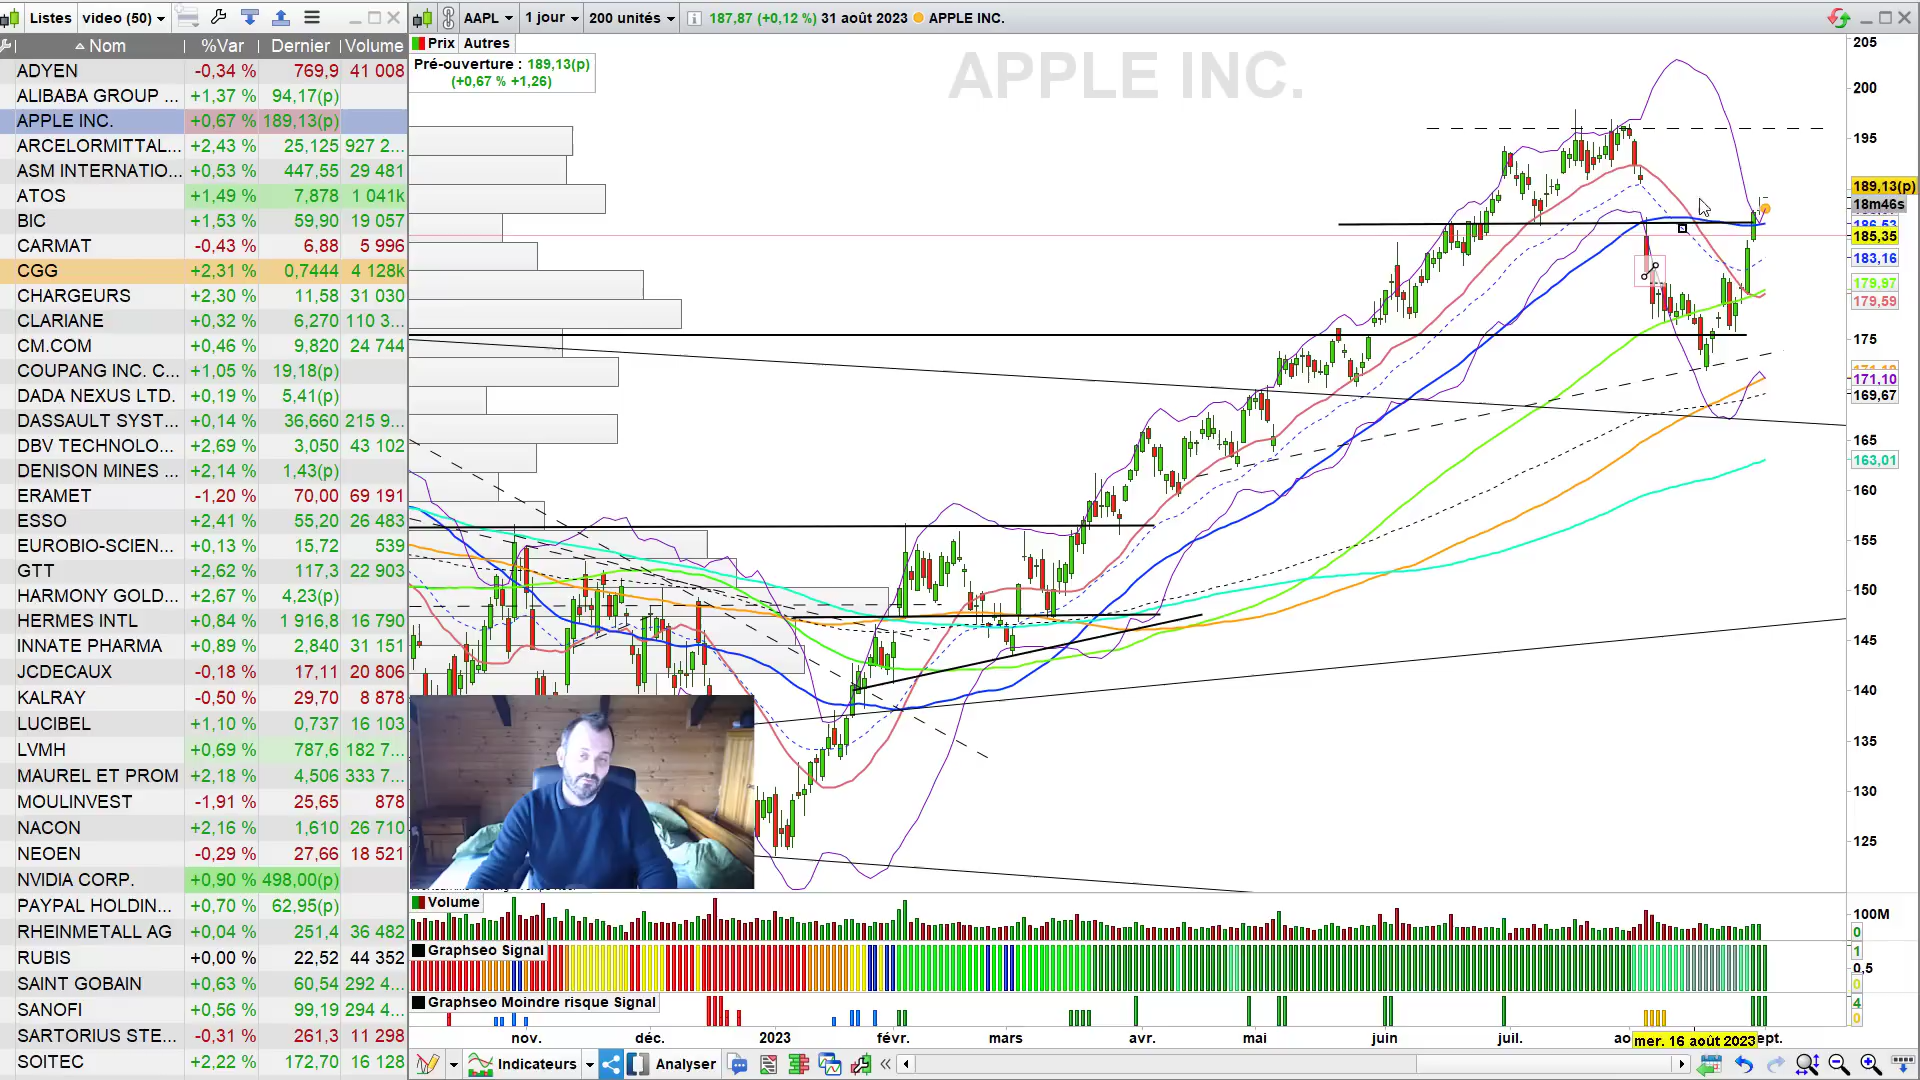 Listes video (50)
AAPL 1 jour 200 unités 187,87 (+0,12 %) 31 août 2023 APPLE INC.
Nom %Var Dernier Volume
Prix Autres
Pré-ouverture : 189,13(p)
(+0,67 % +1,26)
APPLE INC.
ADYEN -0,34 % 769,9 41 008
ALIBABA GROUP ... +1,37 % 94,17(p)
APPLE INC. +0,67 % 189,13(p)
ARCELORMITTAL... +2,43 % 25,125 927 2...
ASM INTERNATIO... +0,53 % 447,55 29 481
ATOS +1,49 % 7,878 1 041k
BIC +1,53 % 59,90 19 057
CARMAT -0,43 % 6,88 5 996
CGG +2,31 % 0,7444 4 128k
CHARGEURS +2,30 % 11,58 31 030
CLARIANE +0,32 % 6,270 110 3...
CM.COM +0,46 % 9,820 24 744
COUPANG INC. C... +1,05 % 19,18(p)
DADA NEXUS LTD. +0,19 % 5,41(p)
DASSAULT SYST... +0,14 % 36,660 215 9...
DBV TECHNOLO... +2,69 % 3,050 43 102
DENISON MINES ... +2,14 % 1,43(p)
ERAMET -1,20 % 70,00 69 191
ESSO +2,41 % 55,20 26 483
EUROBIO-SCIEN... +0,13 % 15,72 539
GTT +2,62 % 117,3 22 903
HARMONY GOLD... +2,67 % 4,23(p)
HERMES INTL +0,84 % 1 916,8 16 790
INNATE PHARMA +0,89 % 2,840 31 151
JCDECAUX -0,18 % 17,11 20 806
KALRAY -0,50 % 29,70 8 878
LUCIBEL +1,10 % 0,737 16 103
LVMH +0,69 % 787,6 182 7...
MAUREL ET PROM +2,18 % 4,506 333 7...
MOULINVEST -1,91 % 25,65 878
NACON +2,16 % 1,610 26 710
NEOEN -0,29 % 27,66 18 521
NVIDIA CORP. +0,90 % 498,00(p)
PAYPAL HOLDIN... +0,70 % 62,95(p)
RHEINMETALL AG +0,04 % 251,4 36 482
RUBIS +0,00 % 22,52 44 352
SAINT GOBAIN +0,63 % 60,54 292 4...
SANOFI +0,56 % 99,19 294 4...
SARTORIUS STE... -0,31 % 261,3 11 298
SOITEC +2,22 % 172,70 16 128
205
200
195
189,13(p)
18m46s
185,35
183,16
179,97
179,59
175
171,10
169,67
165
163,01
160
155
150
145
140
135
130
125
Volume
100M
0
Graphseo Signal
1
0,5
0
Graphseo Moindre risque Signal
4
0
nov. déc. 2023 févr. mars avr. mai juin juil. ao mer. 16 août 2023 ept.
Indicateurs Analyser